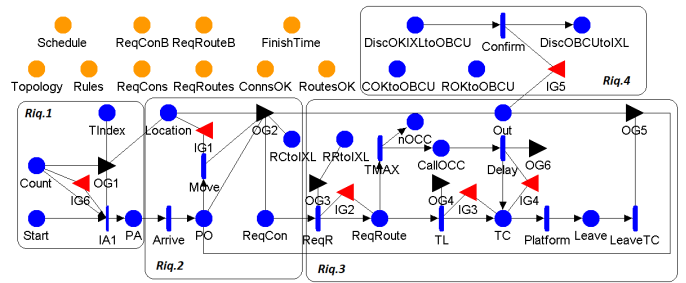 Schedule ReqConB ReqRouteB FinishTime
DiscOKIXLtoOBCU Confirm DiscOBCUtoIXL
Topology Rules ReqCons ReqRoutes ConnsOK RoutesOK
COKtoOBCU ROKtoOBCU IG5 Riq.4
Riq.1 Riq.2 Riq.3
TIndex Location OG2 nOCC Out OG5
IG1 RCtoIXL RRtoIXL TMAX CallOCC Delay OG6
Count OG1 Move
IG6 OG3 IG2 OG4 IG3 IG4
Start IA1 PA Arrive PO ReqCon ReqR ReqRoute TL TC Platform Leave LeaveTC